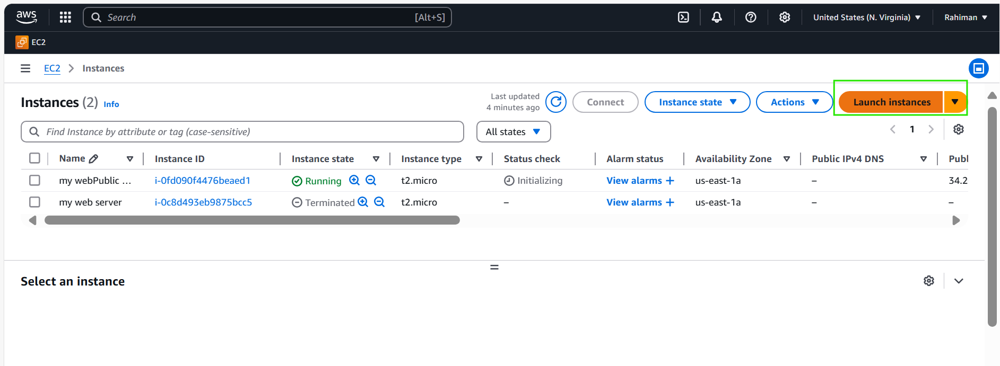 aws
Search [Alt+S] United States (N. Virginia) Rahiman
EC2
EC2 Instances
Instances (2) Info Last updated 4 minutes ago Connect Instance state Actions Launch instances
Find Instance by attribute or tag (case-sensitive) All states 1
Name Instance ID Instance state Instance type Status check Alarm status Availability Zone Public IPv4 DNS Publ
my webPublic ... i-0fd090f4476beaed1 Running t2.micro Initializing View alarms + us-east-1a – 34.2
my web server i-0c8d493eb9875bcc5 Terminated t2.micro – View alarms + us-east-1a – –
Select an instance